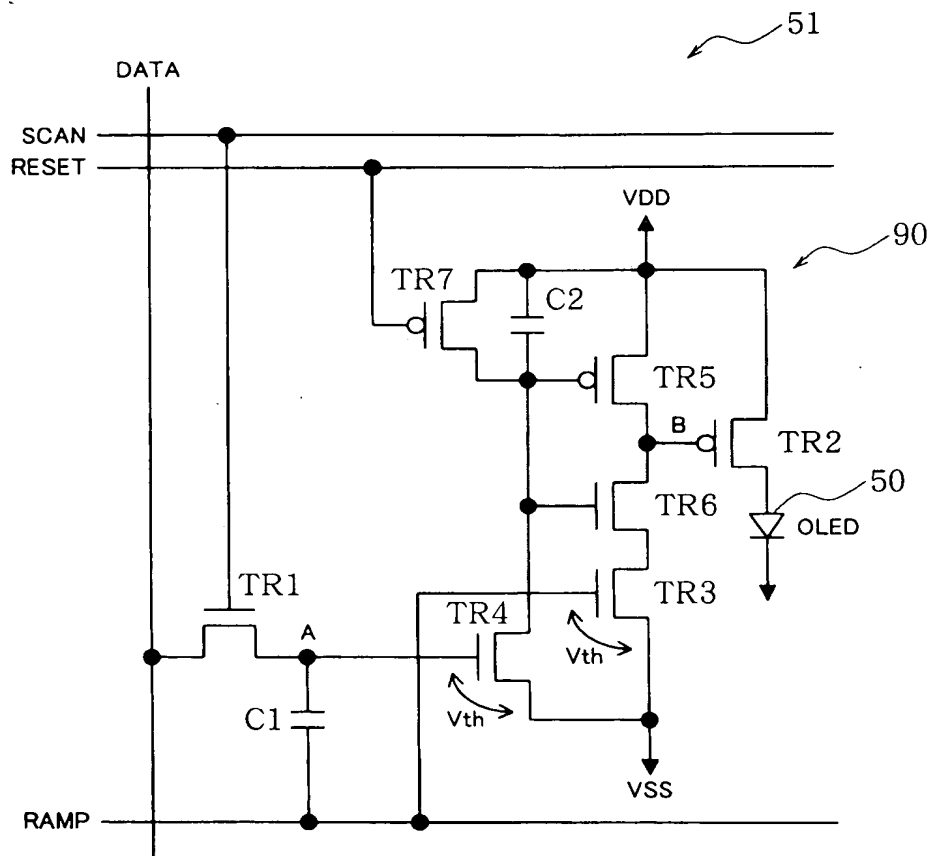 51
DATA
SCAN
RESET
VDD
90
TR7
C2
TR5
B
TR2
50
TR6
OLED
TR1
TR3
A
TR4
Vth
C1
Vth
VSS
RAMP